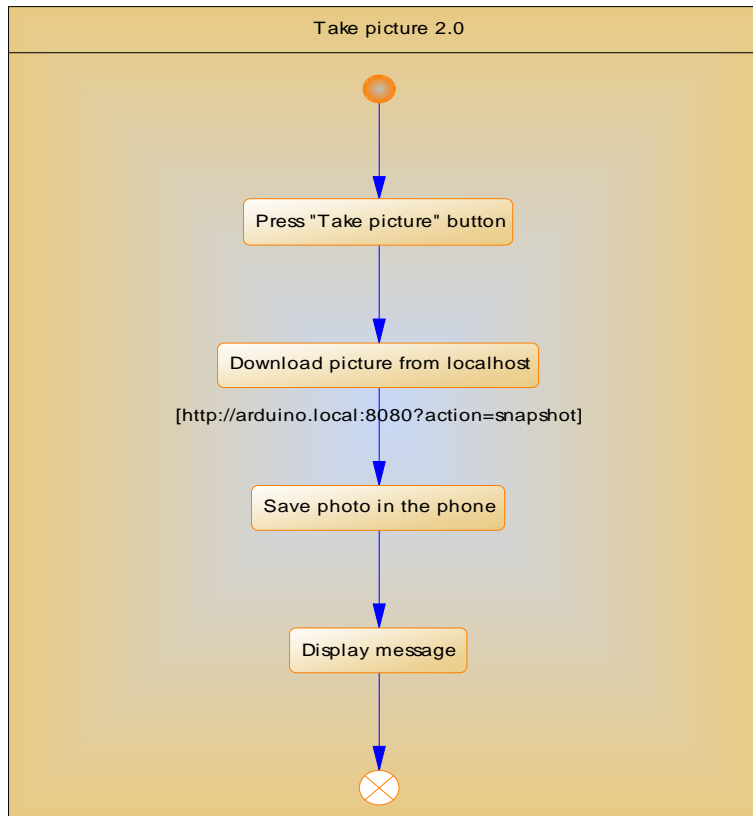 Take picture 2.0
Press "Take picture" button
Download picture from localhost
[http://arduino.local:8080?action=snapshot]
Save photo in the phone
Display message